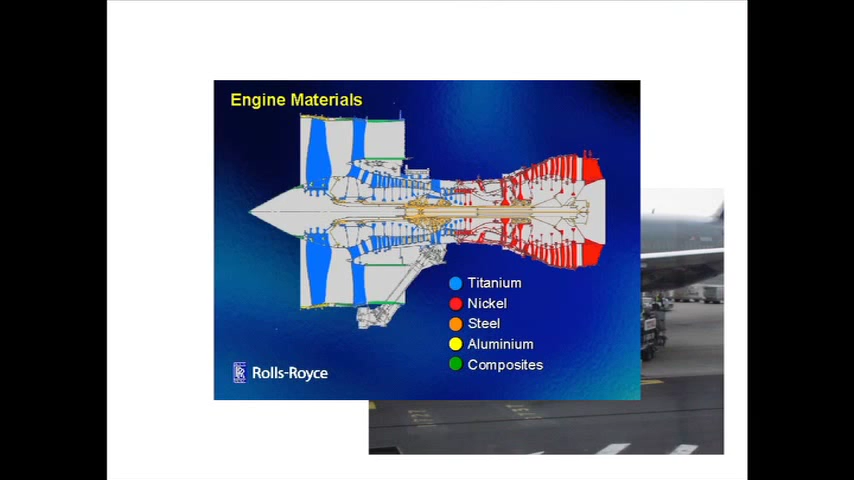 Engine Materials
Titanium
Nickel
Steel
Aluminium
Composites
Rolls-Royce